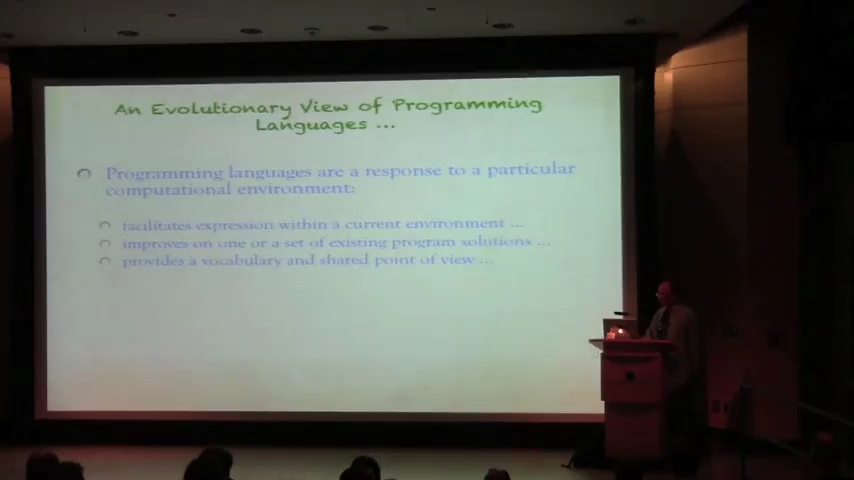 An Evolutionary View of Programming
Languages ...
Programming languages are a response to a particular
computational environment:
facilitates expression within a current environment ...
improves on one or a set of existing program solutions ...
provides a vocabulary and shared point of view ...